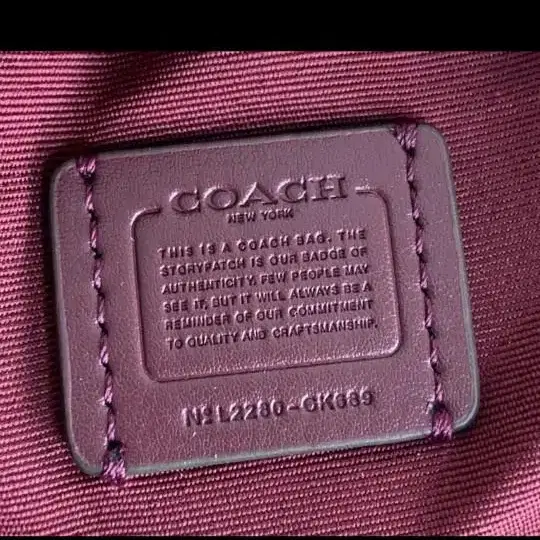 COACH
NEW YORK
THIS IS A COACH BAG. THE
STORYPATCH IS OUR BADGE OF
AUTHENTICITY. FEW PEOPLE MAY
SEE IT, BUT IT WILL ALWAYS BE A
REMINDER OF OUR COMMITMENT
TO QUALITY AND CRAFTSMANSHIP.
Nº L2280-CK689